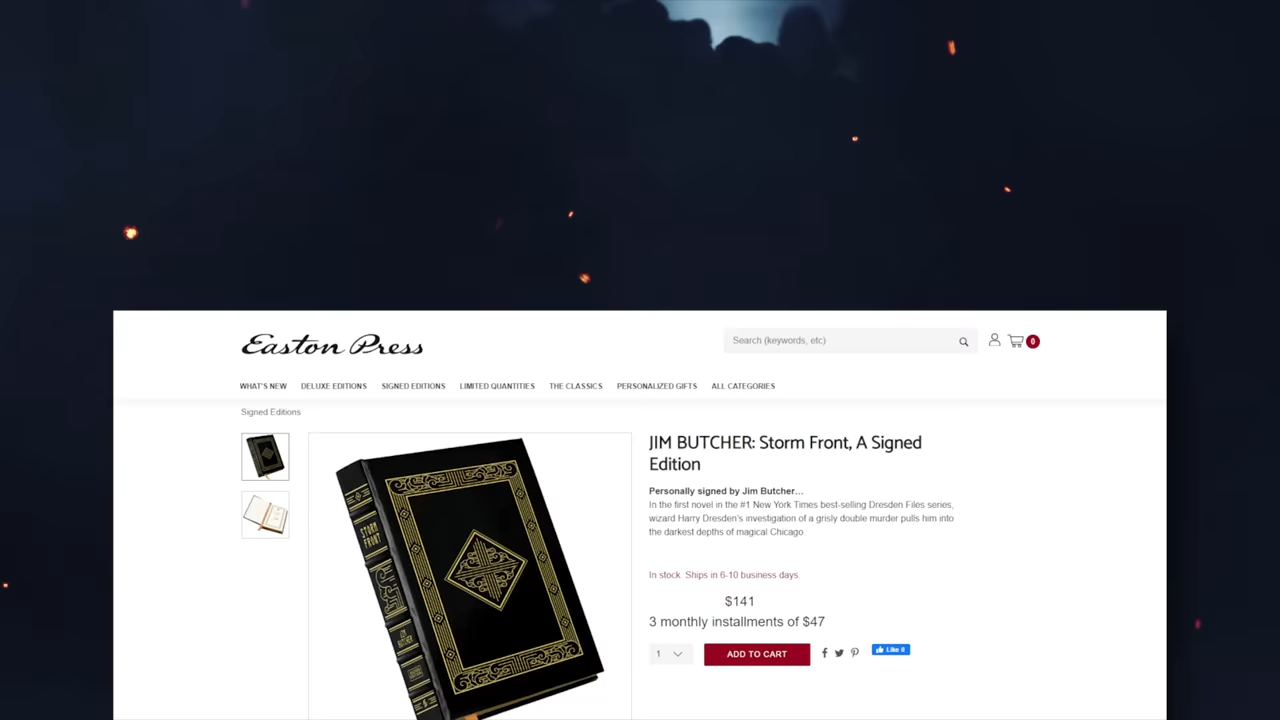 Easton Press
Search (keywords, etc)
0
WHAT'S NEW
DELUXE EDITIONS
SIGNED EDITIONS
LIMITED QUANTITIES
THE CLASSICS
PERSONALIZED GIFTS
ALL CATEGORIES
Signed Editions
STORM
FRONT
JIM
BUTCHER
JIM BUTCHER: Storm Front, A Signed
Edition
Personally signed by Jim Butcher...
In the first novel in the #1 New York Times best-selling Dresden Files series,
wizard Harry Dresden's investigation of a grisly double murder pulls him into
the darkest depths of magical Chicago
In stock. Ships in 6-10 business days.
$141
3 monthly installments of $47
1
ADD TO CART
Like 0